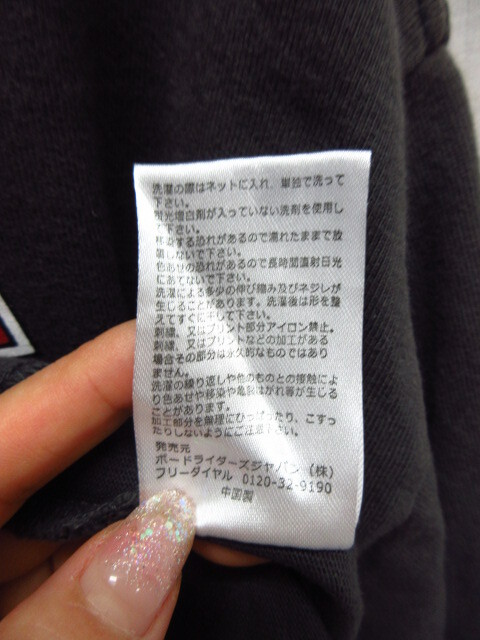 洗濯の際はネットに入れ、単独で洗って
下さい。
蛍光増白剤が入っていない洗剤を使用し
て下さい。
移染する恐れがあるので濡れたままで放
置しないで下さい。
色あせの恐れがあるので長時間直射日光
にあてないで下さい。
洗濯による多少の伸び縮み及びネジレが
生じることがあります。洗濯後は形を整
えてすぐに干して下さい。
刺繍、又はプリント部分アイロン禁止。
刺繍、又はプリントなどの加工がある
場合その部分は永久的なものではあり
ません。
洗濯の繰り返しや他のものとの接触によ
り色あせや移染や亀裂はがれ等が生じる
ことがあります。
加工部分を無理にひっぱったり、こすっ
たりしないようにご注意下さい。
発売元
ボードライダーズジャパン（株）
フリーダイヤル 0120-32-9190
中国製